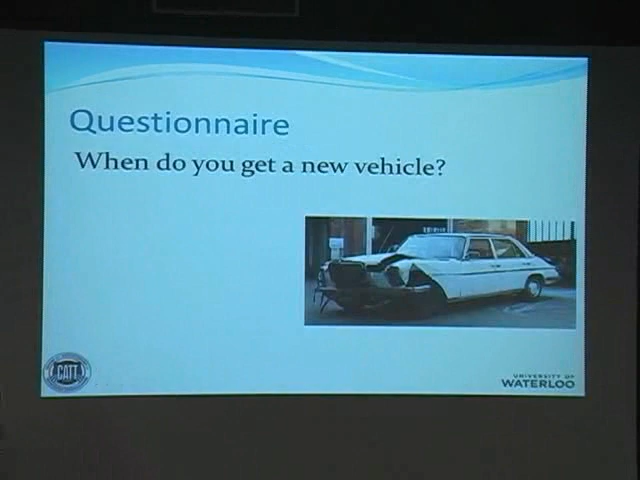 Questionnaire
When do you get a new vehicle?
CATT
UNIVERSITY OF
WATERLOO